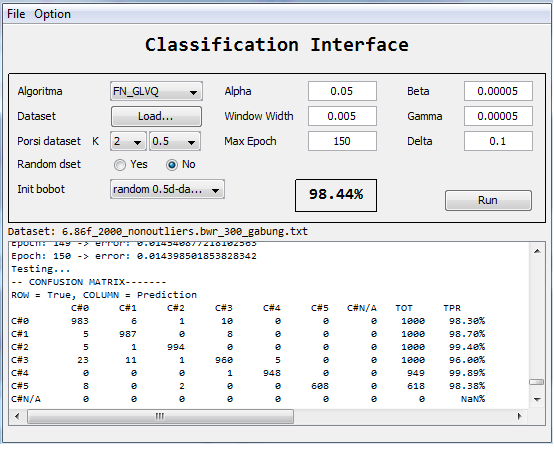 File Option
Classification Interface
Algoritma FN_GLVQ Alpha 0.05 Beta 0.00005
Dataset Load... Window Width 0.005 Gamma 0.00005
Porsi dataset K 2 0.5 Max Epoch 150 Delta 0.1
Random dset Yes No
Init bobot random 0.5d-da... 98.44% Run
Dataset: 6.86f_2000_nonoutliers.bwr_300_gabung.txt
Epoch: 149 -> error: 0.014540877218102563
Epoch: 150 -> error: 0.014398501853828342
Testing...
-- CONFUSION MATRIX-------
ROW = True, COLUMN = Prediction
C#0 C#1 C#2 C#3 C#4 C#5 C#N/A TOT TPR
C#0 983 6 1 10 0 0 0 1000 98.30%
C#1 5 987 0 8 0 0 0 1000 98.70%
C#2 5 1 994 0 0 0 0 1000 99.40%
C#3 23 11 1 960 5 0 0 1000 96.00%
C#4 0 0 0 1 948 0 0 949 99.89%
C#5 8 0 2 0 0 608 0 618 98.38%
C#N/A 0 0 0 0 0 0 0 0 NaN%